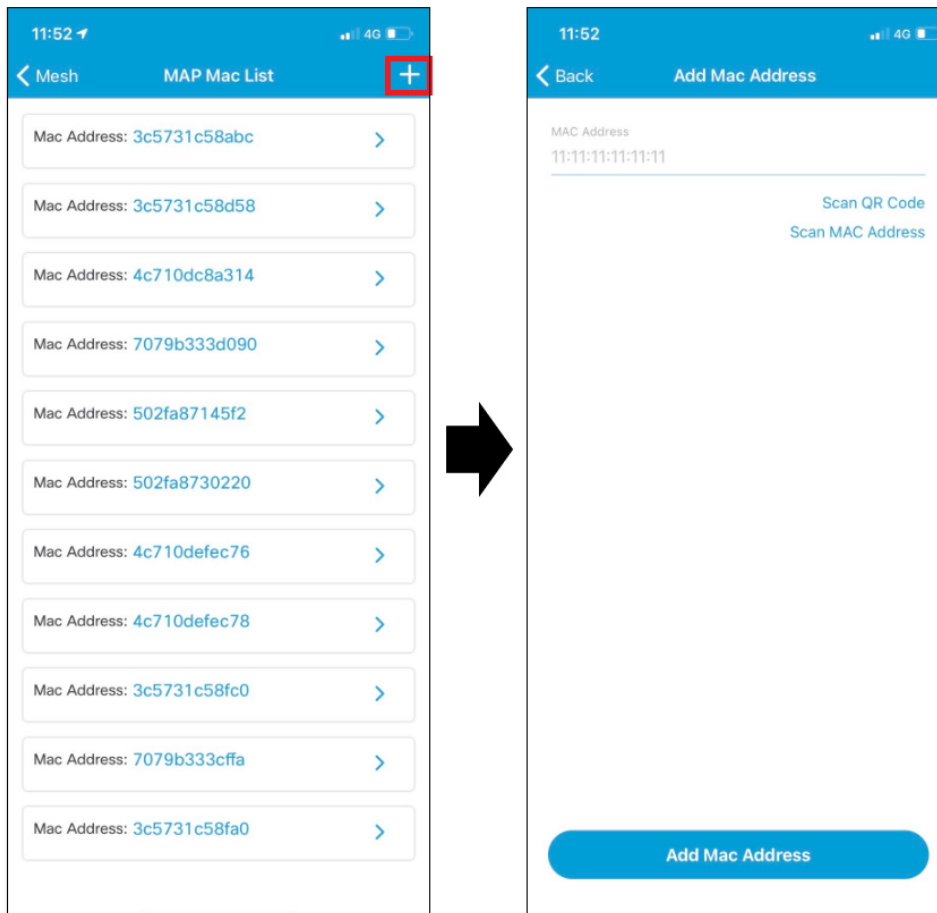 11:52
4G
Mesh
MAP Mac List
Mac Address: 3c5731c58abc
Mac Address: 3c5731c58d58
Mac Address: 4c710dc8a314
Mac Address: 7079b333d090
Mac Address: 502fa87145f2
Mac Address: 502fa8730220
Mac Address: 4c710defec76
Mac Address: 4c710defec78
Mac Address: 3c5731c58fc0
Mac Address: 7079b333cffa
Mac Address: 3c5731c58fa0
11:52
4G
Back
Add Mac Address
MAC Address
11:11:11:11:11:11
Scan QR Code
Scan MAC Address
Add Mac Address